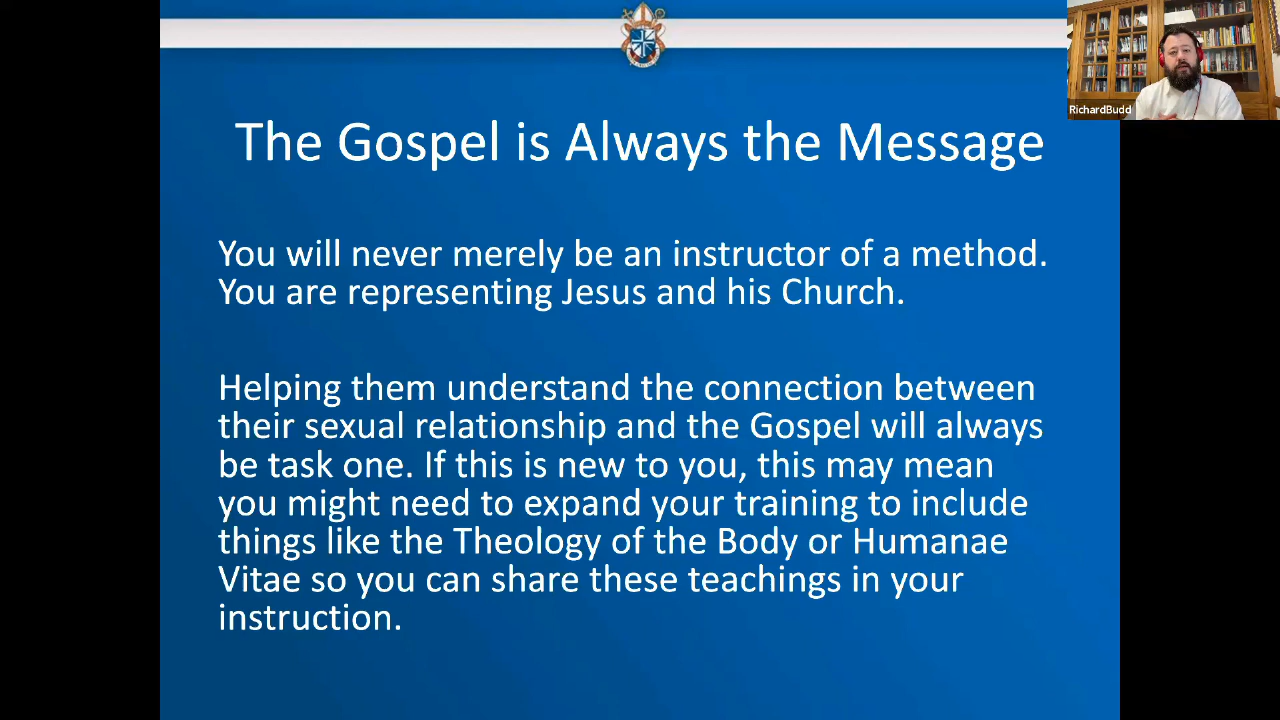 RichardBudd
The Gospel is Always the Message
You will never merely be an instructor of a method.
You are representing Jesus and his Church.
Helping them understand the connection between
their sexual relationship and the Gospel will always
be task one. If this is new to you, this may mean
you might need to expand your training to include
things like the Theology of the Body or Humanae
Vitae so you can share these teachings in your
instruction.